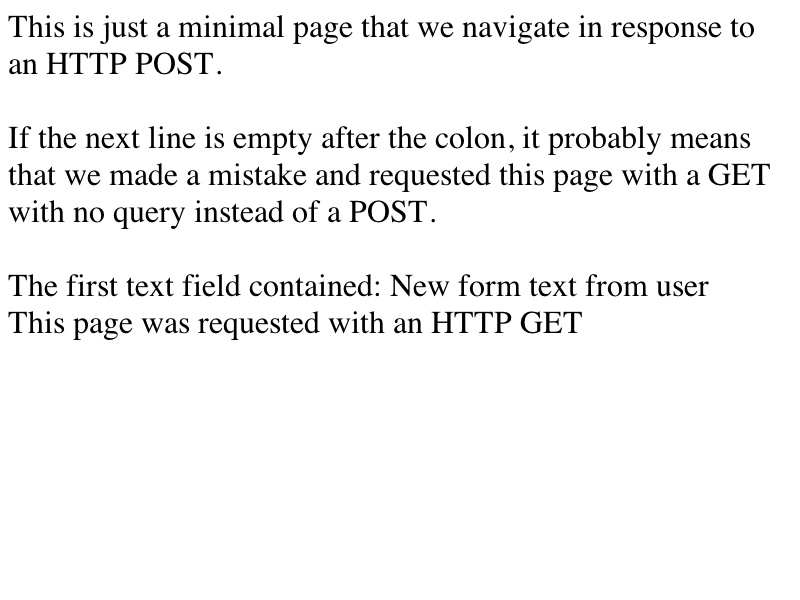 This is just a minimal page that we navigate in response to
an HTTP POST.
If the next line is empty after the colon, it probably means
that we made a mistake and requested this page with a GET
with no query instead of a POST.
The first text field contained: New form text from user
This page was requested with an HTTP GET